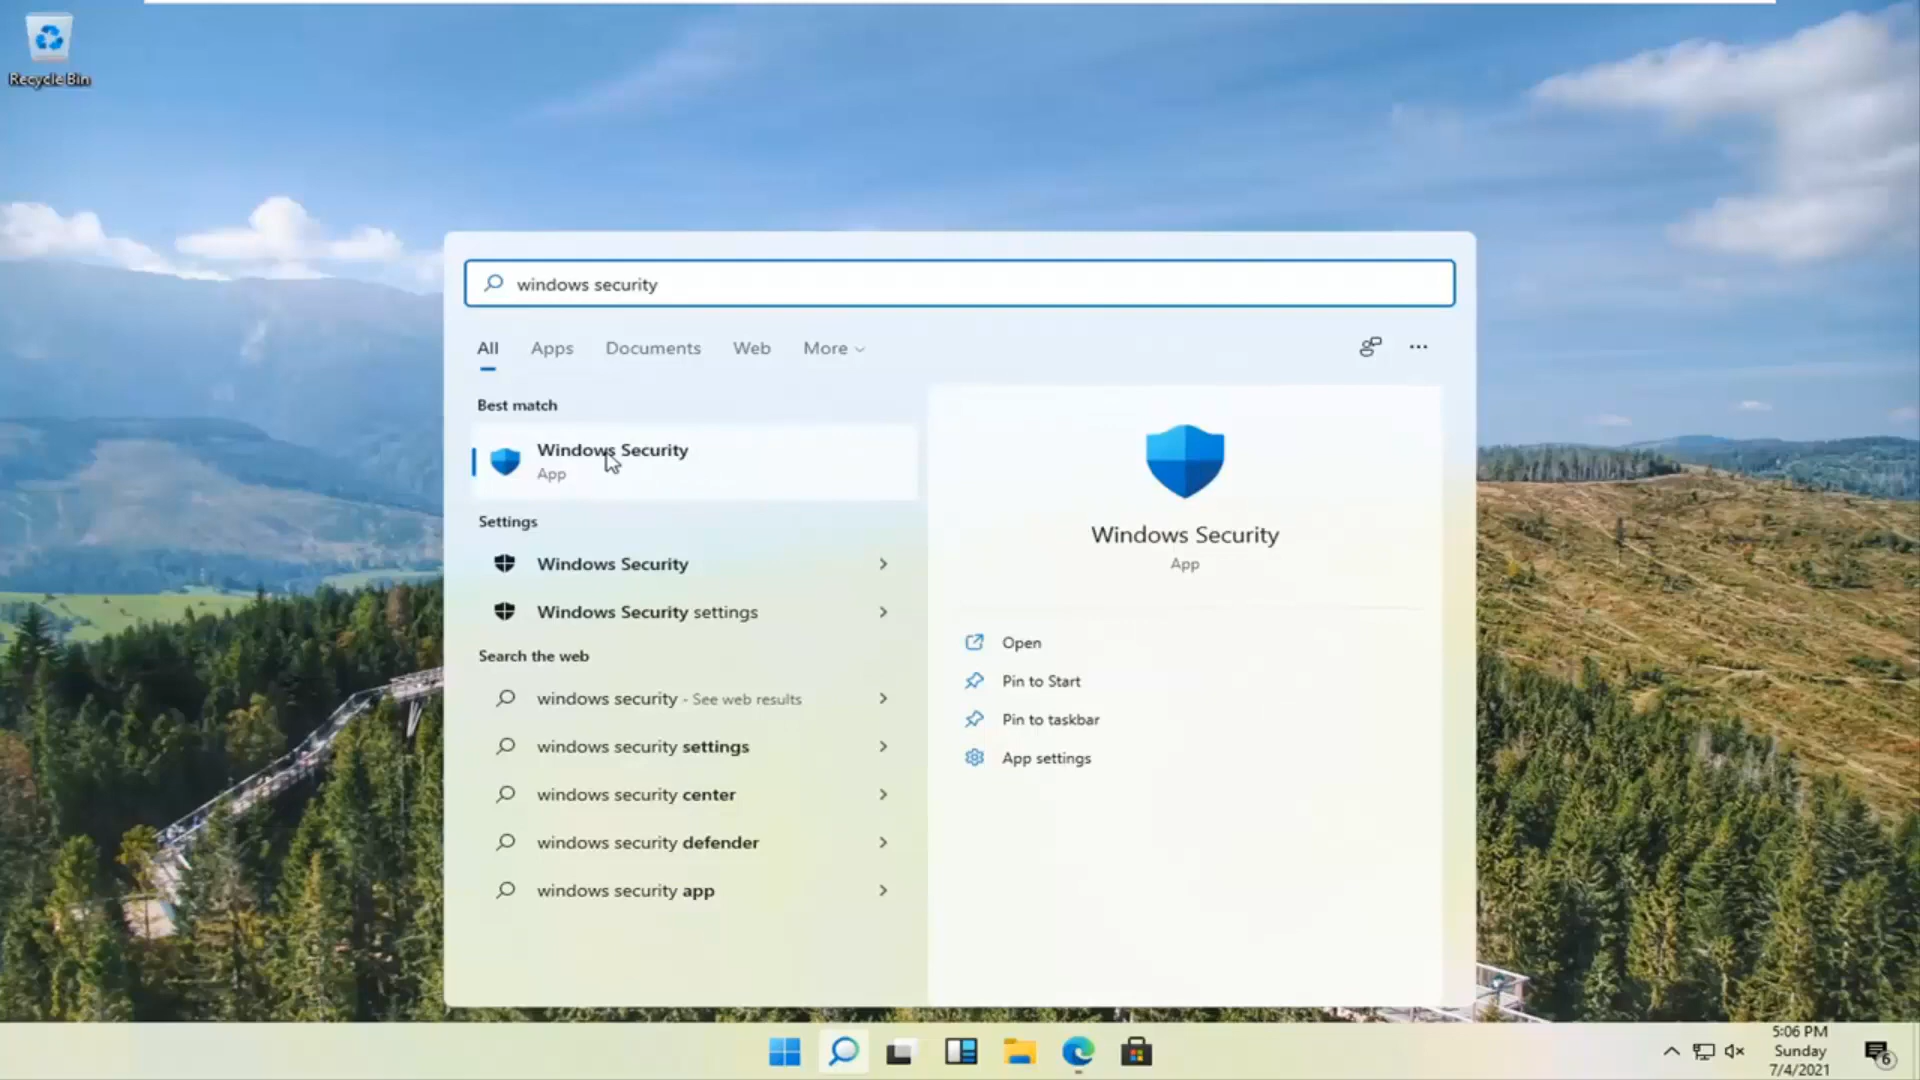 Recycle Bin
windows security
All
Apps
Documents
Web
More
Best match
Windows Security
App
Settings
Windows Security
Windows Security settings
Search the web
windows security - See web results
windows security settings
windows security center
windows security defender
windows security app
Windows Security
App
Open
Pin to Start
Pin to taskbar
App settings
5:06 PM
Sunday
7/4/2021
6